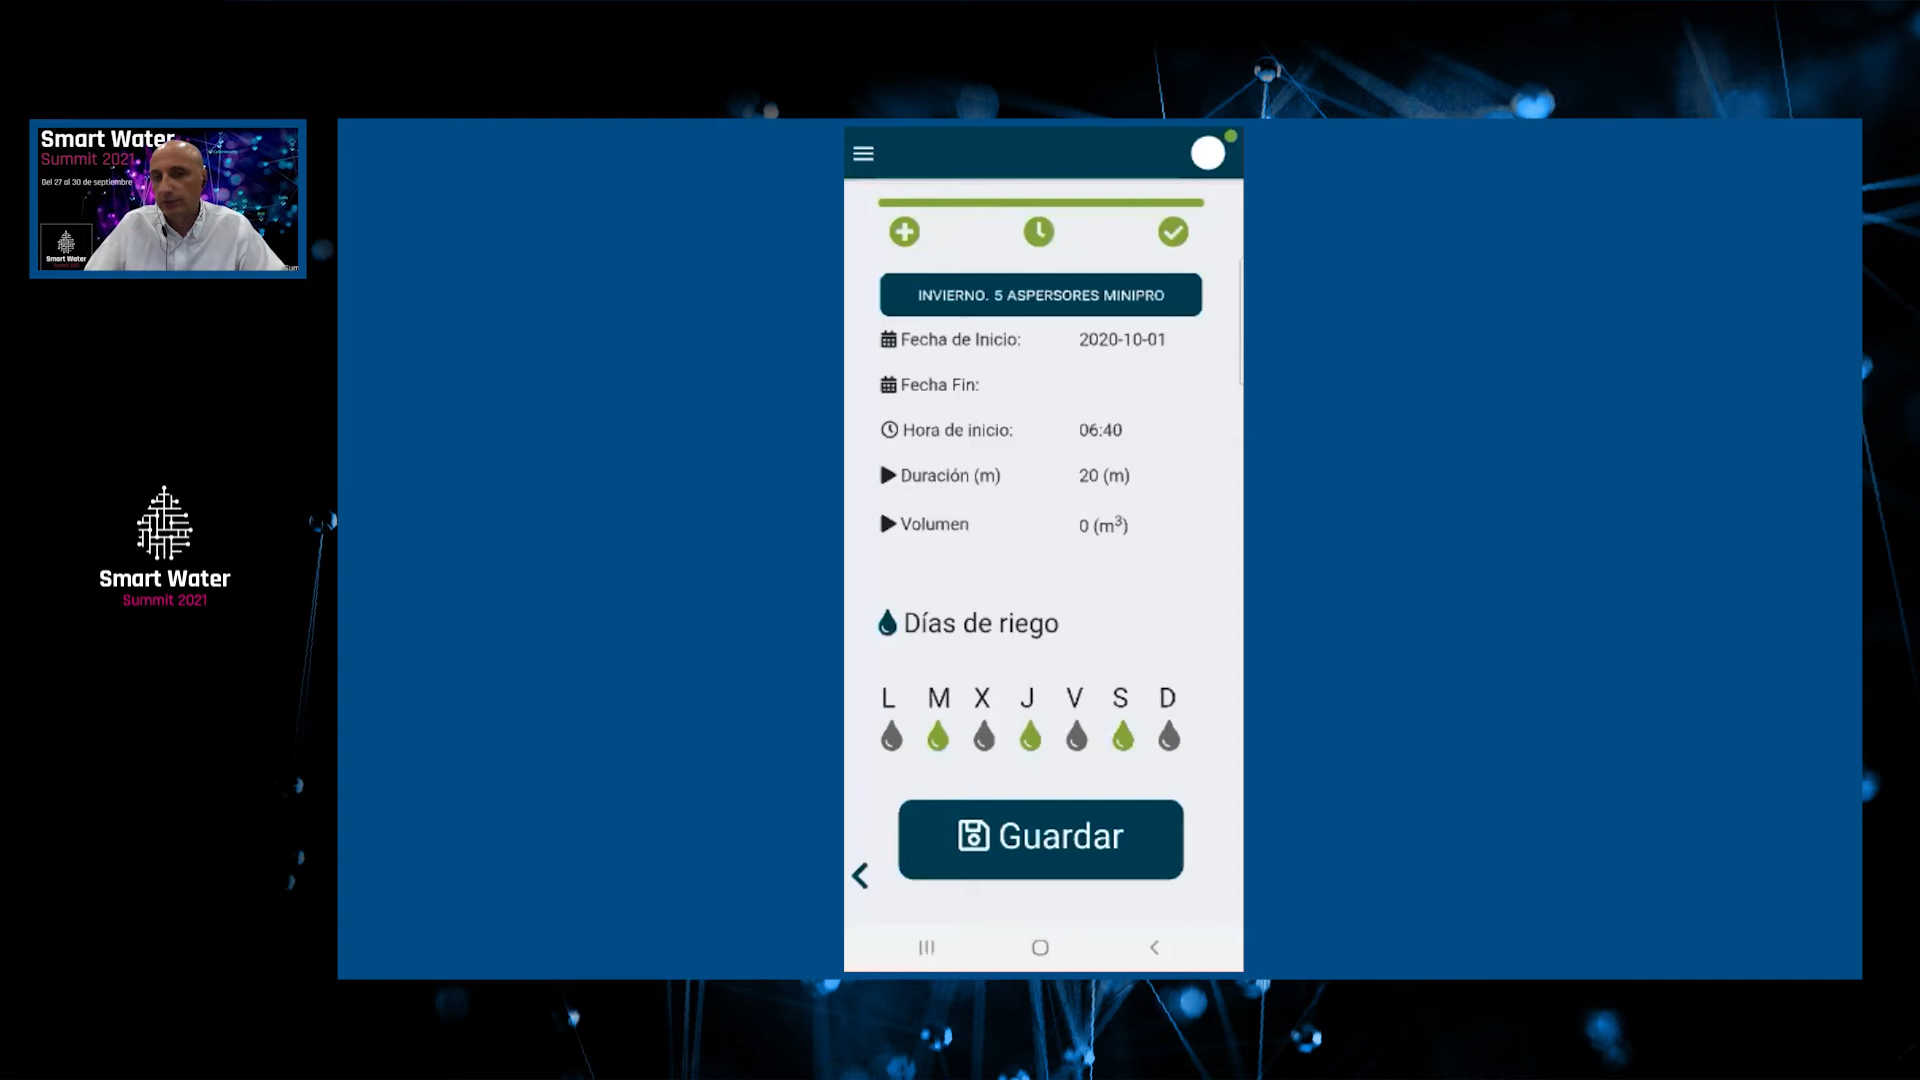 Smart Water
Summit 2021
Del 27 al 30 de septiembre
Smart Water
Smart Water
Summit 2021
INVIERNO. 5 ASPERSORES MINIPRO
Fecha de Inicio: 2020-10-01
Fecha Fin:
Hora de inicio: 06:40
Duración (m) 20 (m)
Volumen 0 (m³)
Días de riego
L M X J V S D
Guardar